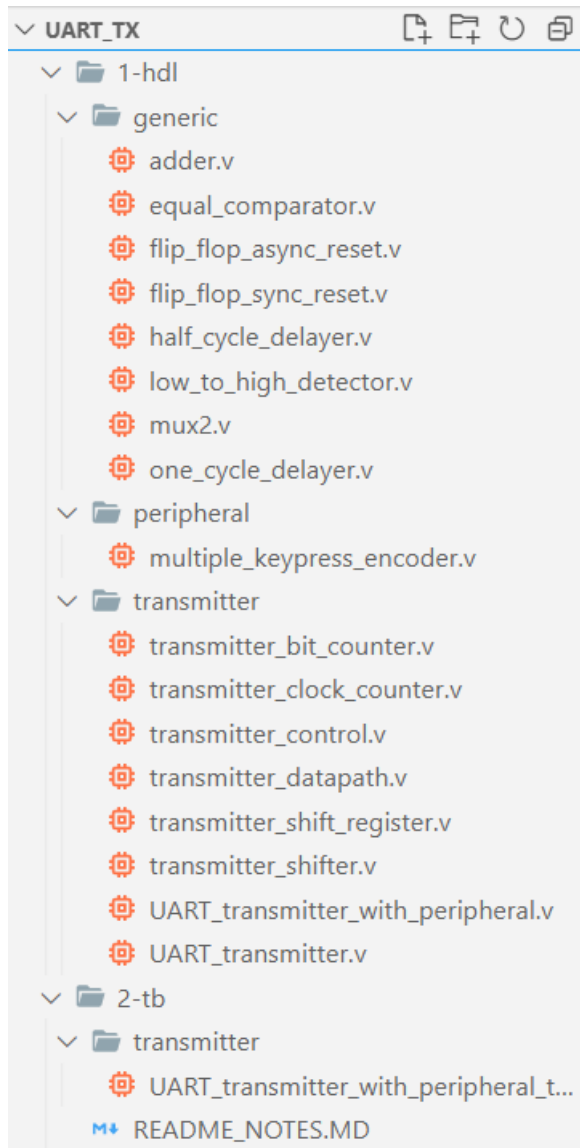 UART_TX
1-hdl
generic
adder.v
equal_comparator.v
flip_flop_async_reset.v
flip_flop_sync_reset.v
half_cycle_delayer.v
low_to_high_detector.v
mux2.v
one_cycle_delayer.v
peripheral
multiple_keypress_encoder.v
transmitter
transmitter_bit_counter.v
transmitter_clock_counter.v
transmitter_control.v
transmitter_datapath.v
transmitter_shift_register.v
transmitter_shifter.v
UART_transmitter_with_peripheral.v
UART_transmitter.v
2-tb
transmitter
UART_transmitter_with_peripheral_t...
README_NOTES.MD